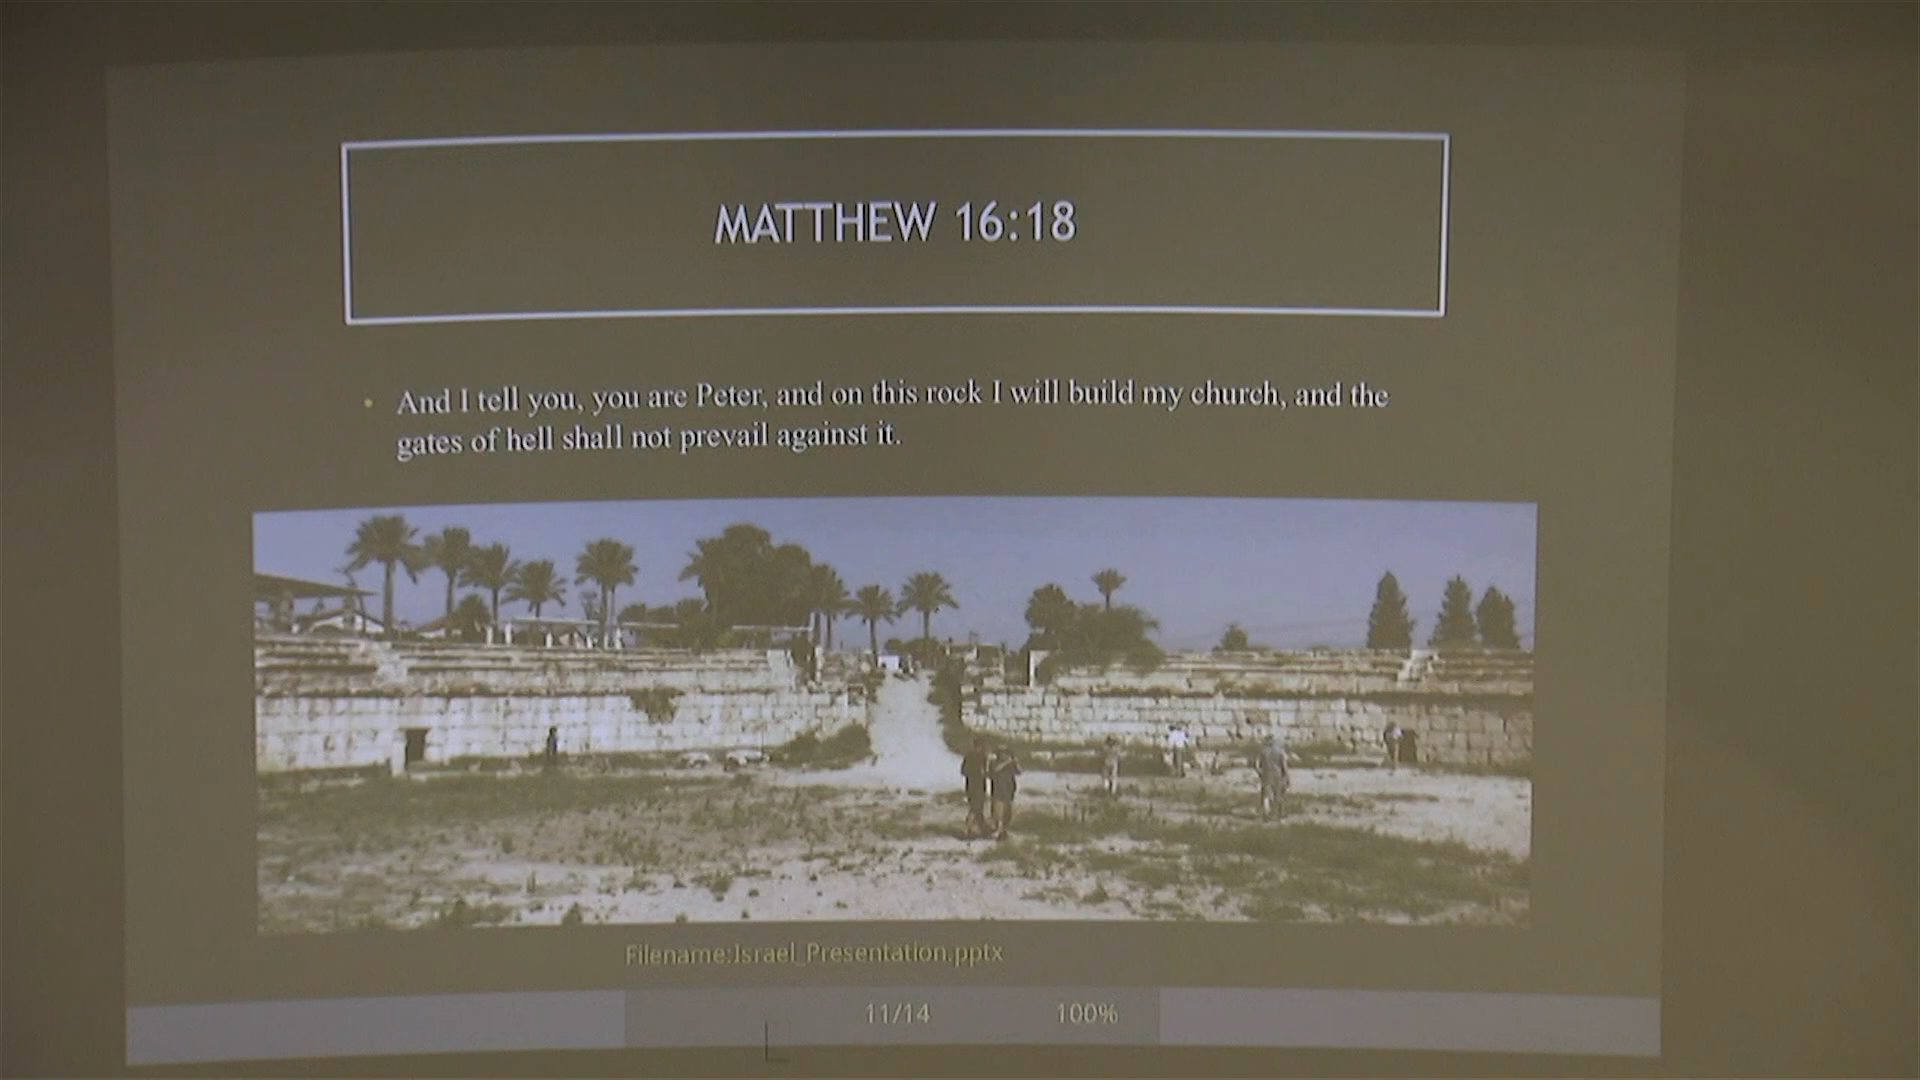 MATTHEW 16:18
• And I tell you, you are Peter, and on this rock I will build my church, and the
gates of hell shall not prevail against it.
Filename:Israel_Presentation.pptx
11/14 100%